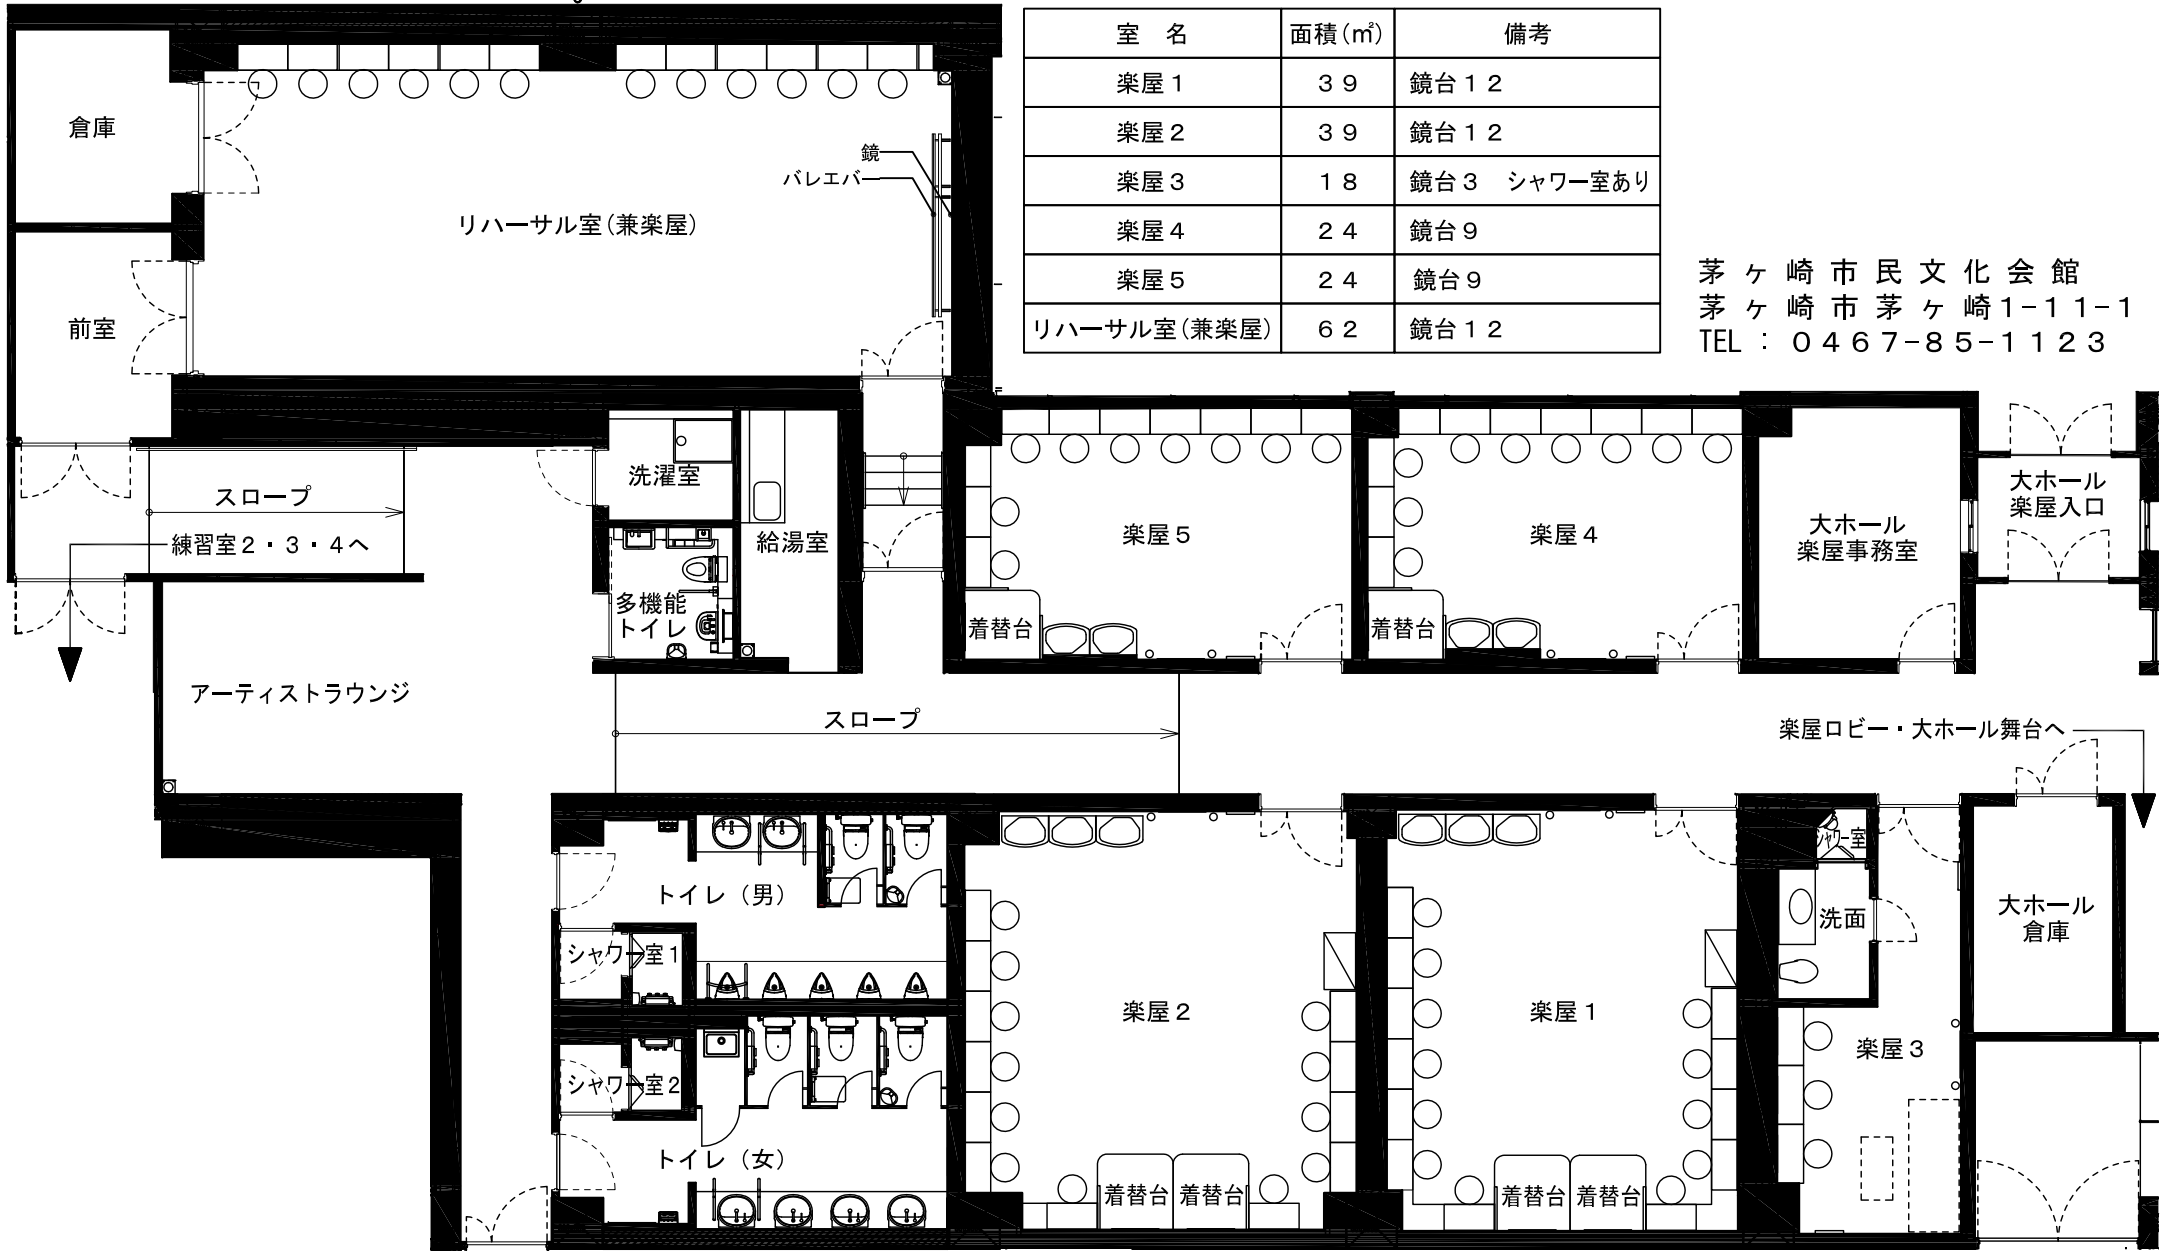 室 名 面積(㎡) 備考
楽屋1 39 鏡台12
楽屋2 39 鏡台12
楽屋3 18 鏡台3 シャワー室あり
楽屋4 24 鏡台9
楽屋5 24 鏡台9
リハーサル室(兼楽屋) 62 鏡台12
茅ヶ崎市民文化会館
茅ヶ崎市茅ヶ崎1-11-1
TEL:0467-85-1123
倉庫
鏡
バレエバー
リハーサル室(兼楽屋)
前室
スロープ
練習室2・3・4へ
洗濯室
給湯室
多機能
トイレ
楽屋5
着替台
楽屋4
着替台
大ホール
楽屋事務室
大ホール
楽屋入口
アーティストラウンジ
スロープ
楽屋ロビー・大ホール舞台へ
トイレ(男)
シャワー室1
シャワー室2
トイレ(女)
楽屋2
着替台 着替台
楽屋1
着替台 着替台
シャワー室
洗面
楽屋3
大ホール
倉庫